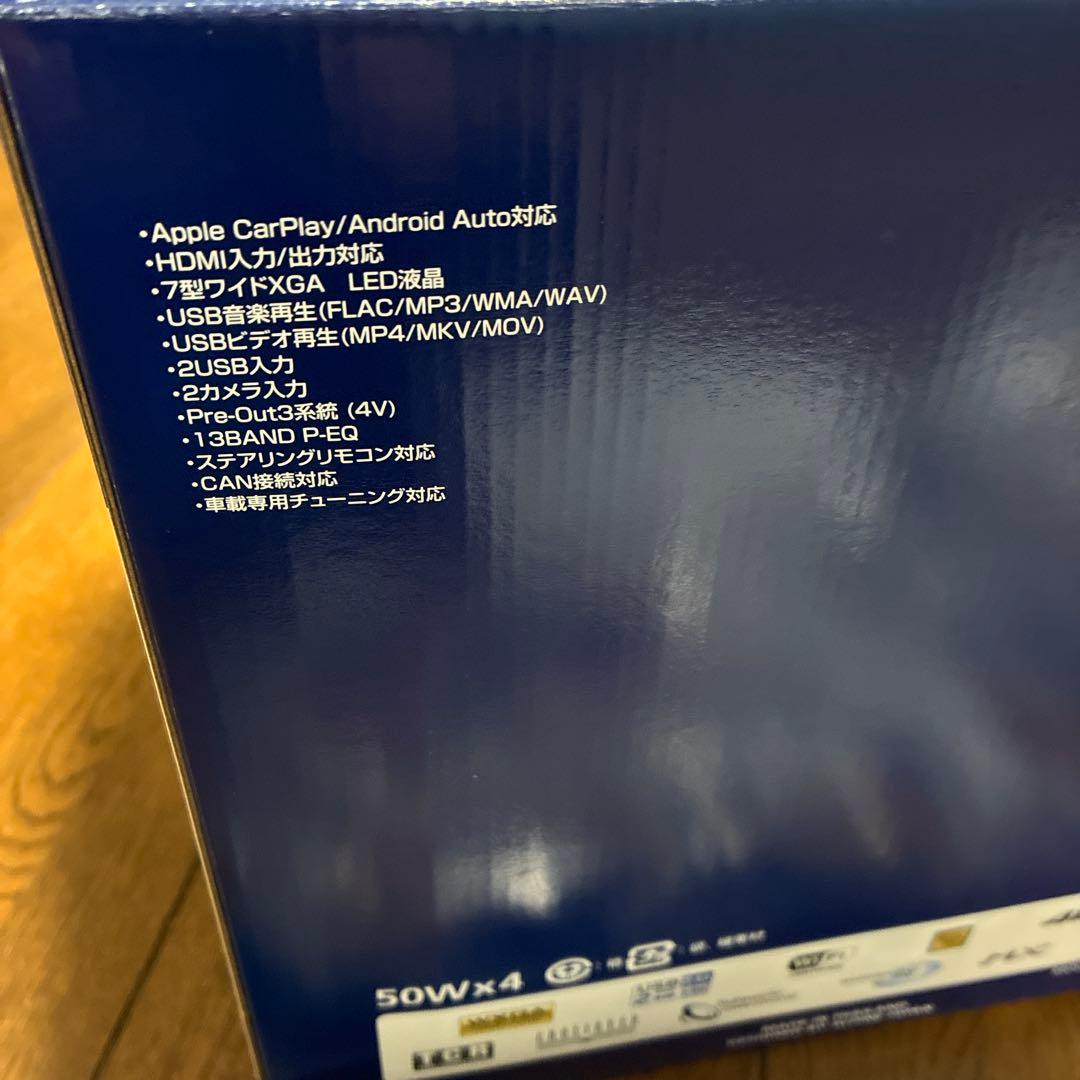 ・Apple CarPlay/Android Auto対応
・HDMI入力/出力対応
・7型ワイドXGA　LED液晶
・USB音楽再生(FLAC/MP3/WMA/WAV)
・USBビデオ再生(MP4/MKV/MOV)
・2USB入力
・2カメラ入力
・Pre-Out3系統 (4V)
・13BAND P-EQ
・ステアリングリモコン対応
・CAN接続対応
・車載専用チューニング対応
50Wx4
WiFi
TCR